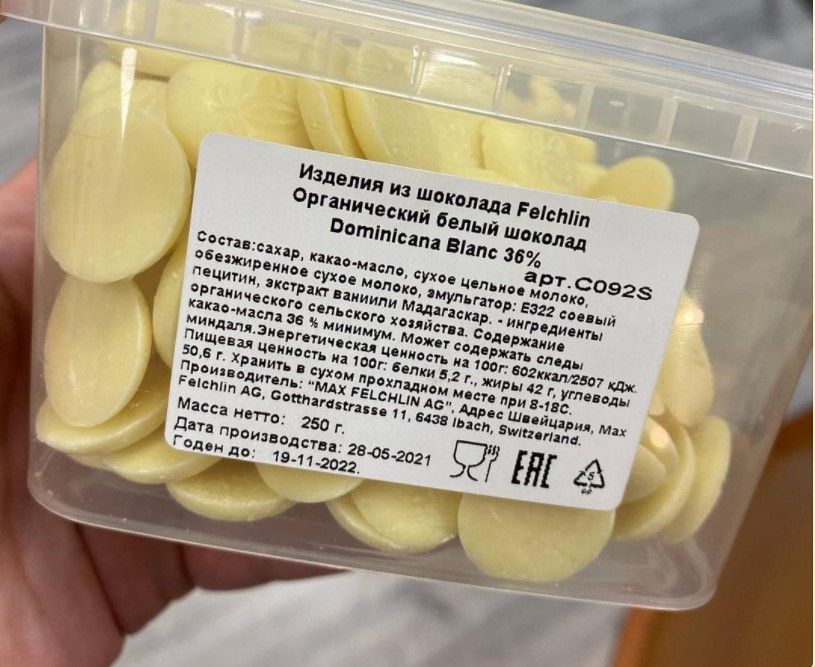 Изделия из шоколада Felchlin
Органический белый шоколад
Dominicana Blanc 36%
арт.C092S
Состав:сахар, какао-масло, сухое цельное молоко,
обезжиренное сухое молоко, эмульгатор: E322 соевый
лецитин, экстракт ваниили Мадагаскар. - ингредиенты
органического сельского хозяйства. Содержание
какао-масла 36 % минимум. Может содержать следы
миндаля.Энергетическая ценность на 100г: 602ккал/2507 кДж.
Пищевая ценность на 100г: белки 5,2 г., жиры 42 г, углеводы
50,6 г. Хранить в сухом прохладном месте при 8-18С.
Производитель: "MAX FELCHLIN AG", Адрес Швейцария, Max
Felchlin AG, Gotthardstrasse 11, 6438 Ibach, Switzerland.
Масса нетто: 250 г.
Дата производства: 28-05-2021
Годен до: 19-11-2022.
EAC
5
PP